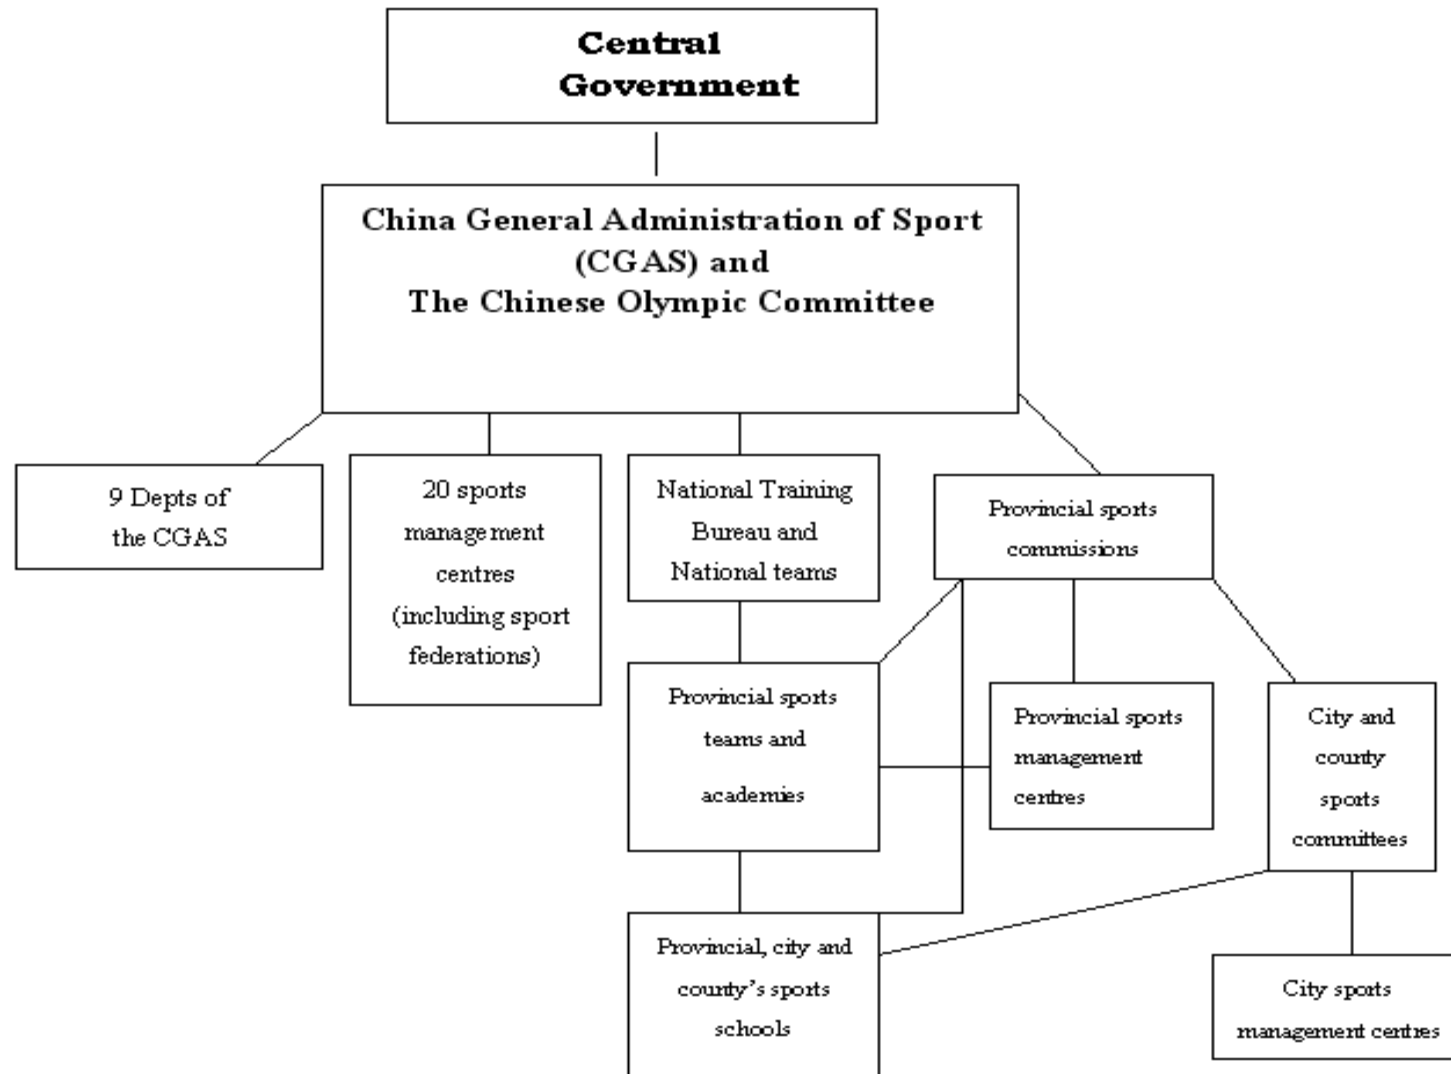 Central
Government
China General Administration of Sport
(CGAS) and
The Chinese Olympic Committee
9 Depts of
the CGAS
20 sports
management
centres
(including sport
federations)
National Training
Bureau and
National teams
Provincial sports
commissions
Provincial sports
teams and
academies
Provincial sports
management
centres
City and
county
sports
committees
Provincial, city and
county's sports
schools
City sports
management centres